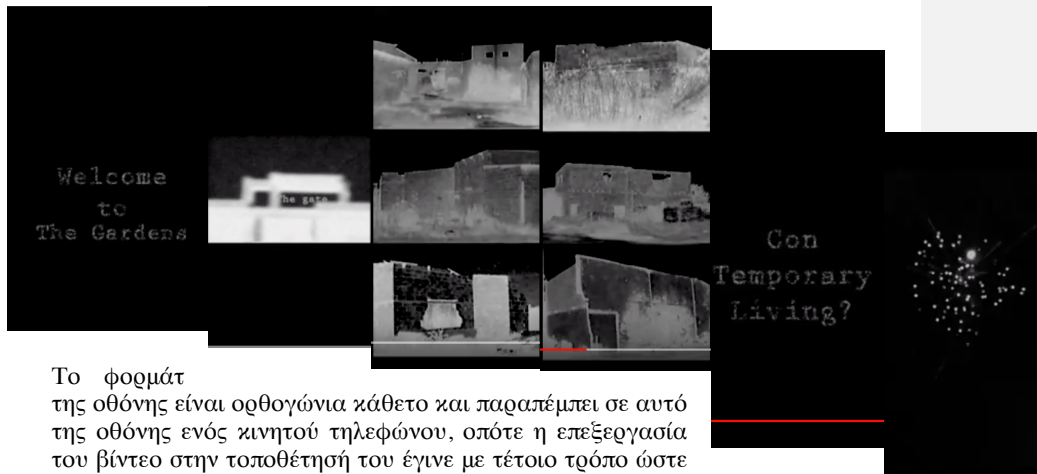 Welcome
to
The Gardens
he gate
Con
Temporary
Living?
Το φορμάτ
της οθόνης είναι ορθογώνια κάθετο και παραπέμπει σε αυτό
της οθόνης ενός κινητού τηλεφώνου, οπότε η επεξεργασία
του βίντεο στην τοποθέτησή του έγινε με τέτοιο τρόπο ώστε